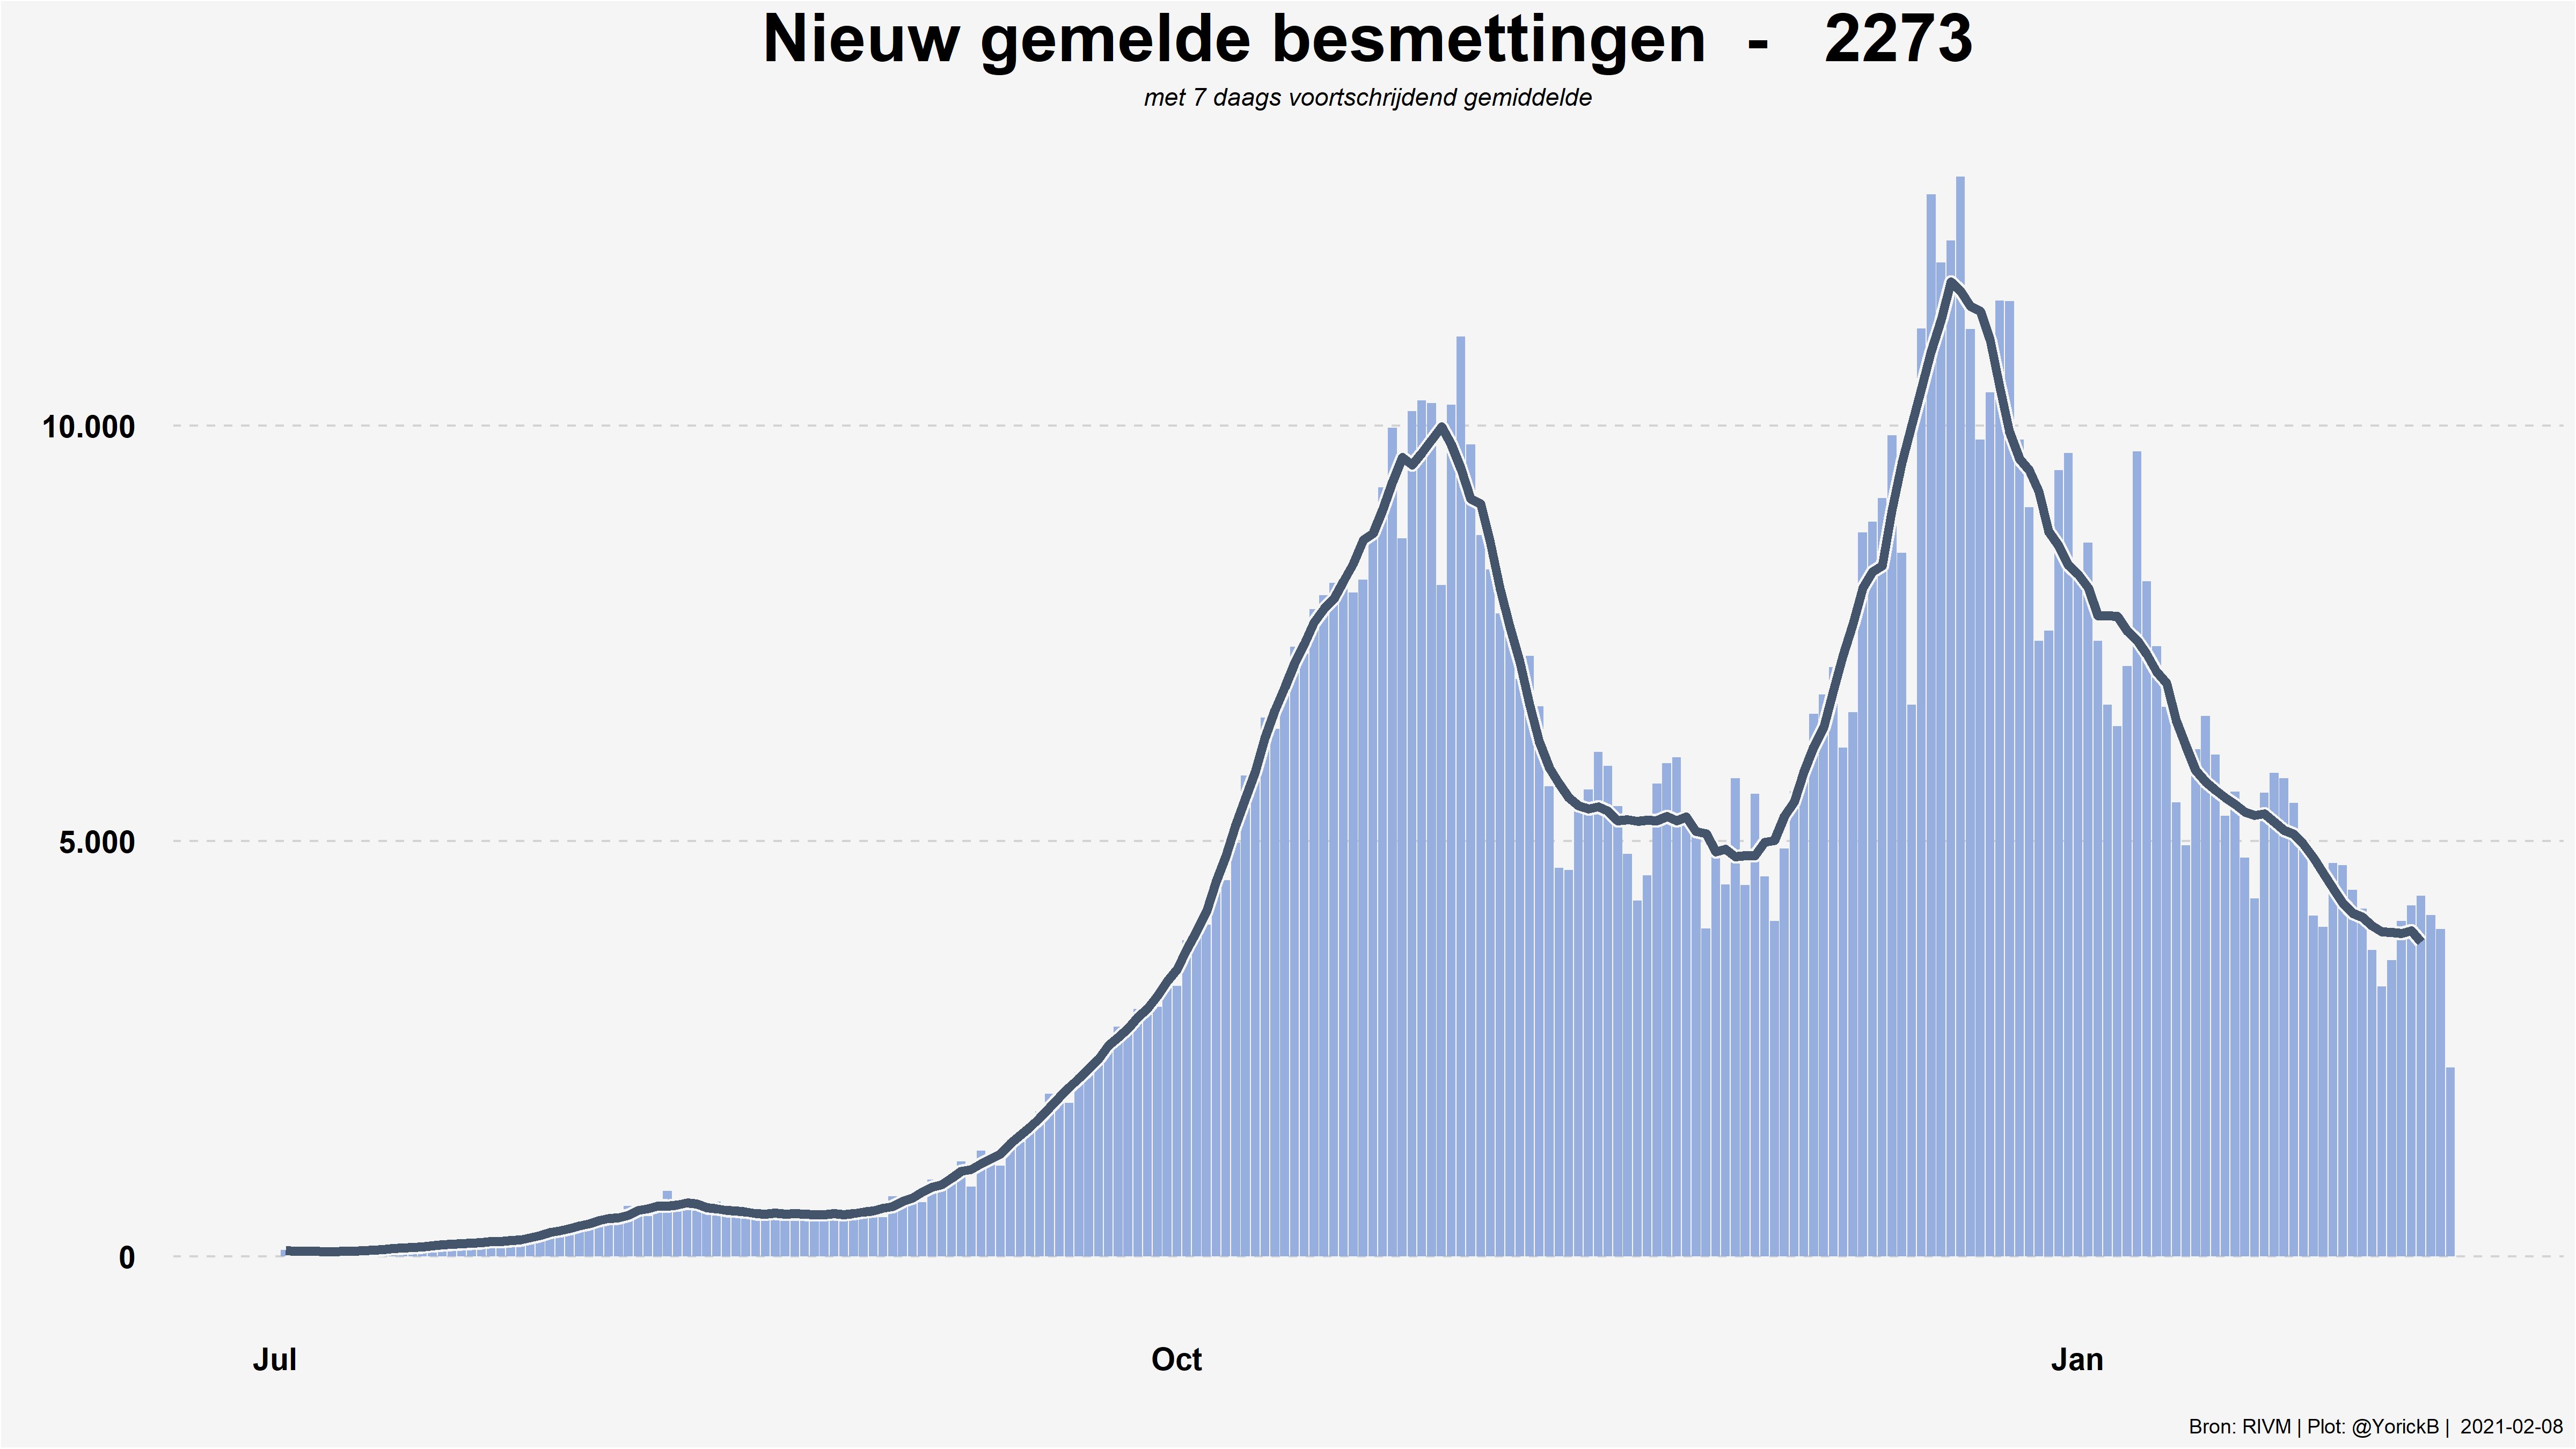 Nieuw gemelde besmettingen - 2273
met 7 daags voortschrijdend gemiddelde
10.000
5.000
0
Jul Oct Jan
Bron: RIVM | Plot: @YorickB | 2021-02-08